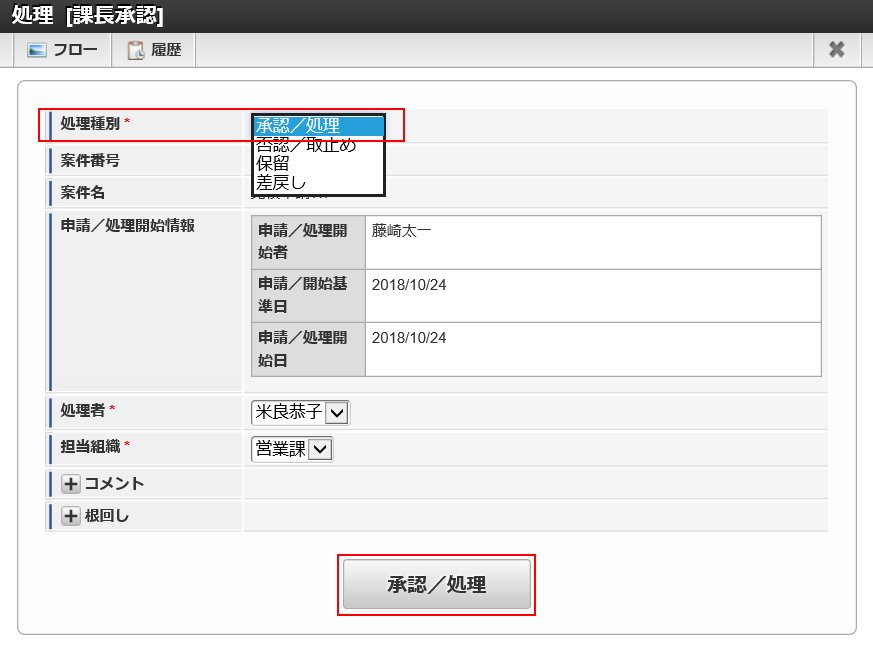 処理 [課長承認]
フロー 履歴
処理種別 *
承認／処理
否認／取止め
保留
差戻し
案件番号
案件名
申請／処理開始情報
申請／処理開
始者
藤崎太一
申請／開始基
準日
2018/10/24
申請／処理開
始日
2018/10/24
処理者 *
米良恭子
担当組織 *
営業課
コメント
根回し
承認／処理